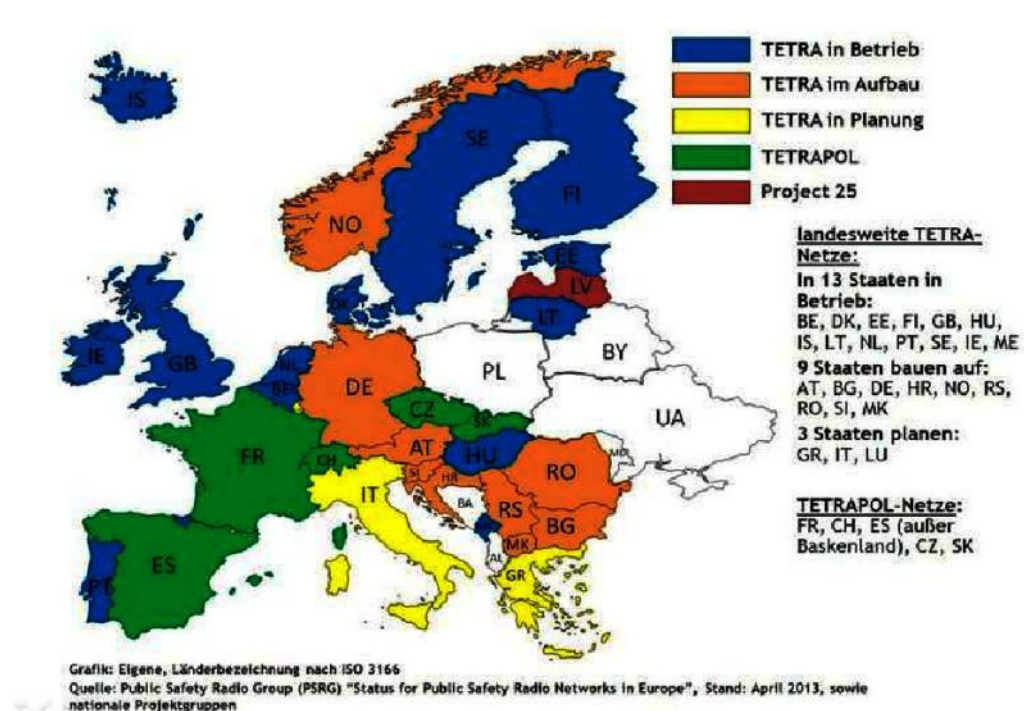 TETRA in Betrieb
TETRA im Aufbau
TETRA in Planung
TETRAPOL
Project 25
landesweite TETRA-
Netze:
In 13 Staaten in
Betrieb:
BE, DK, EE, FI, GB, HU,
IS, LT, NL, PT, SE, IE, ME
9 Staaten bauen auf:
AT, BG, DE, HR, NO, RS,
RO, SI, MK
3 Staaten planen:
GR, IT, LU
TETRAPOL-Netze:
FR, CH, ES (außer
Baskenland), CZ, SK
IS
SE
FI
NO
EE
LV
LT
DK
IE
GB
NL
BE
DE
PL
BY
UA
CZ
SK
FR
CH
AT
HU
RO
MD
SI
HR
BA
IT
RS
BG
MK
AL
GR
ES
PT
Grafik: Eigene, Länderbezeichnung nach ISO 3166
Quelle: Public Safety Radio Group (PSRG) "Status for Public Safety Radio Networks in Europe", Stand: April 2013, sowie
nationale Projektgruppen